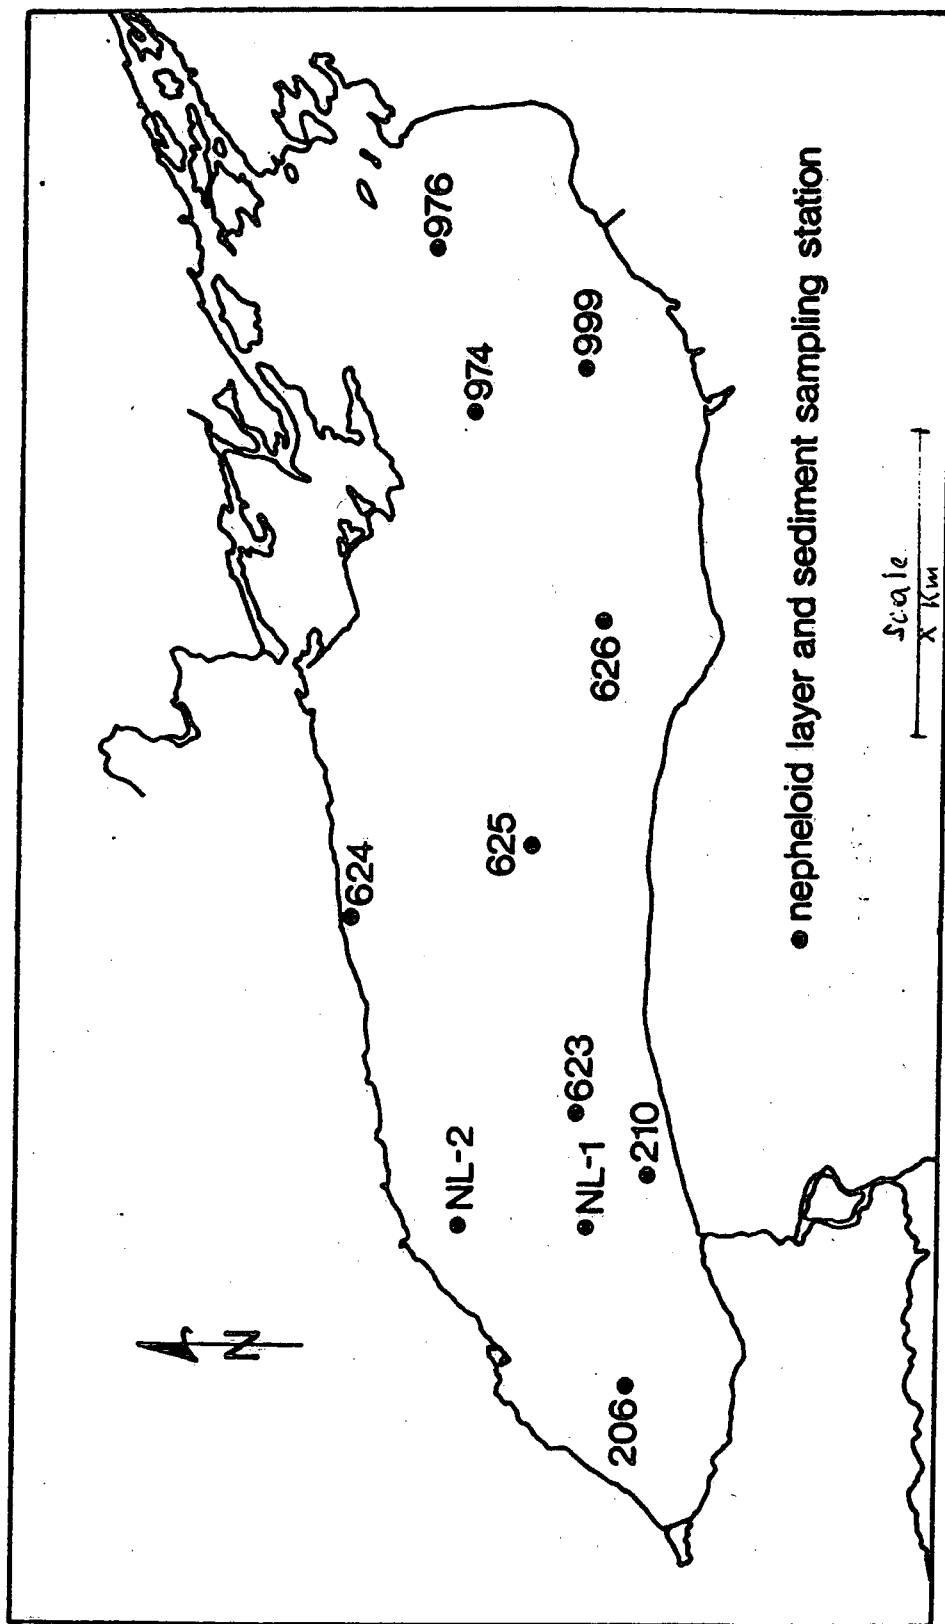 N
976
974
999
624
625
626
NL-2
623
NL-1
210
206
nepheloid layer and sediment sampling station
Scale
X Km